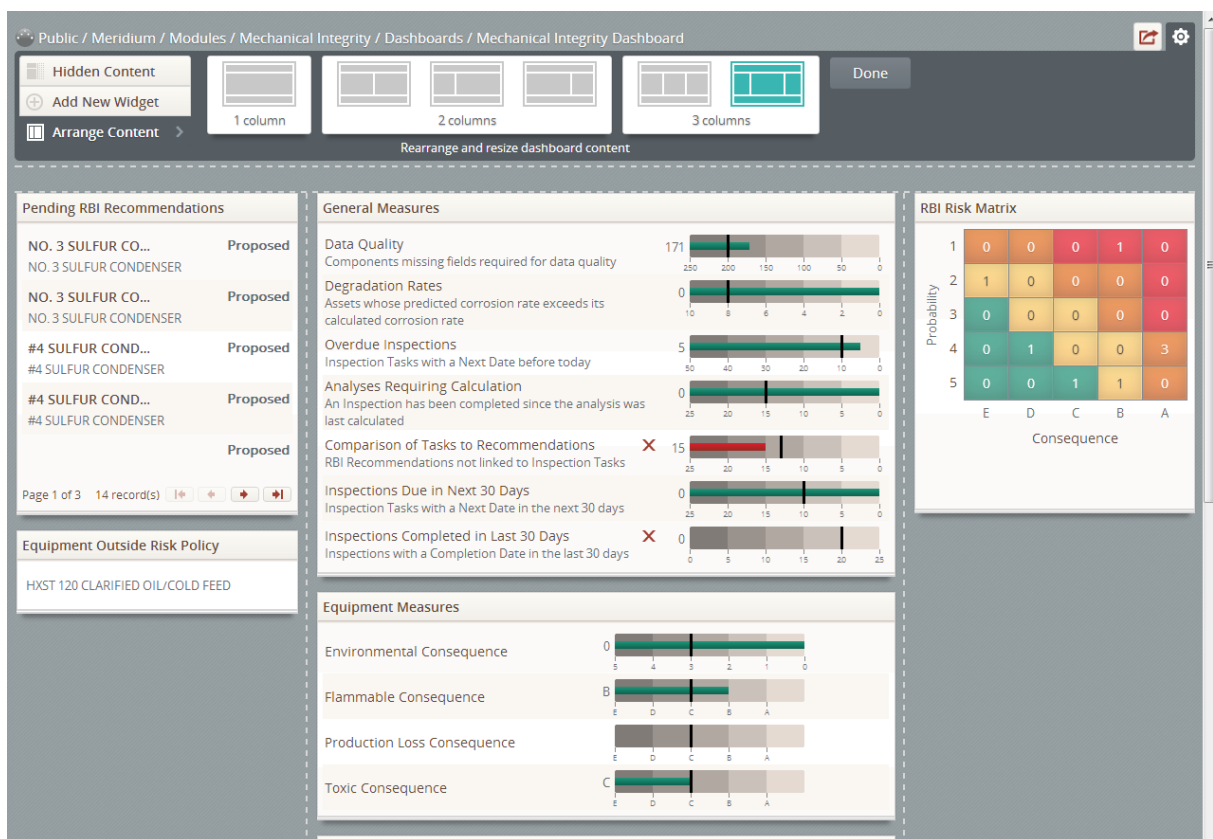 Public / Meridium / Modules / Mechanical Integrity / Dashboards / Mechanical Integrity Dashboard
Hidden Content
Add New Widget
Arrange Content
1 column
2 columns
3 columns
Done
Rearrange and resize dashboard content
Pending RBI Recommendations
NO. 3 SULFUR CO... Proposed
NO. 3 SULFUR CONDENSER
NO. 3 SULFUR CO... Proposed
NO. 3 SULFUR CONDENSER
#4 SULFUR COND... Proposed
#4 SULFUR CONDENSER
#4 SULFUR COND... Proposed
#4 SULFUR CONDENSER
Proposed
Page 1 of 3 14 record(s)
Equipment Outside Risk Policy
HXST 120 CLARIFIED OIL/COLD FEED
General Measures
Data Quality 171
Components missing fields required for data quality
250 200 150 100 50 0
Degradation Rates 0
Assets whose predicted corrosion rate exceeds its
calculated corrosion rate
10 8 6 4 2 0
Overdue Inspections 5
Inspection Tasks with a Next Date before today
50 40 30 20 10 0
Analyses Requiring Calculation 0
An Inspection has been completed since the analysis was
last calculated
25 20 15 10 5 0
Comparison of Tasks to Recommendations 15
RBI Recommendations not linked to Inspection Tasks
25 20 15 10 5 0
Inspections Due in Next 30 Days 0
Inspection Tasks with a Next Date in the next 30 days
25 20 15 10 5 0
Inspections Completed in Last 30 Days 0
Inspections with a Completion Date in the last 30 days
0 5 10 15 20 25
Equipment Measures
Environmental Consequence 0
5 4 3 2 1 0
Flammable Consequence B
E D C B A
Production Loss Consequence
E D C B A
Toxic Consequence C
E D C B A
RBI Risk Matrix
Probability
1 0 0 0 1 0
2 1 0 0 0 0
3 0 0 0 0 0
4 0 1 0 0 3
5 0 0 1 1 0
E D C B A
Consequence